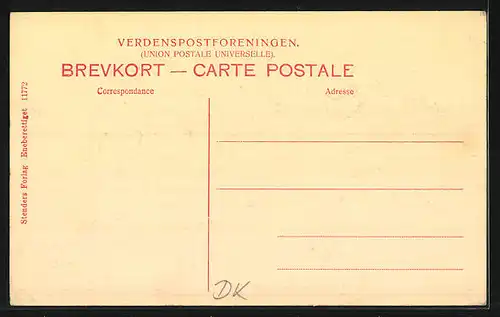 VERDENSPOSTFORENINGEN.
(UNION POSTALE UNIVERSELLE).
BREVKORT — CARTE POSTALE
Correspondance
Adresse
Stenders Forlag Eneberettiget 11772
DK